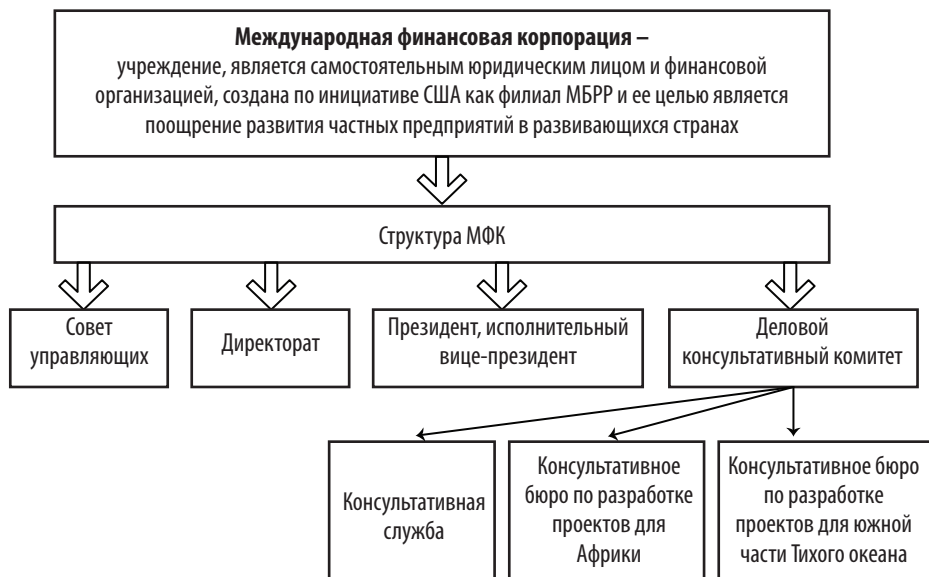 Международная финансовая корпорация –
учреждение, является самостоятельным юридическим лицом и финансовой
организацией, создана по инициативе США как филиал МБРР и ее целью является
поощрение развития частных предприятий в развивающихся странах
Структура МФК
Совет
управляющих
Директорат
Президент, исполнительный
вице-президент
Деловой
консультативный комитет
Консультативная
служба
Консультативное
бюро по разработке
проектов для
Африки
Консультативное бюро
по разработке
проектов для южной
части Тихого океана